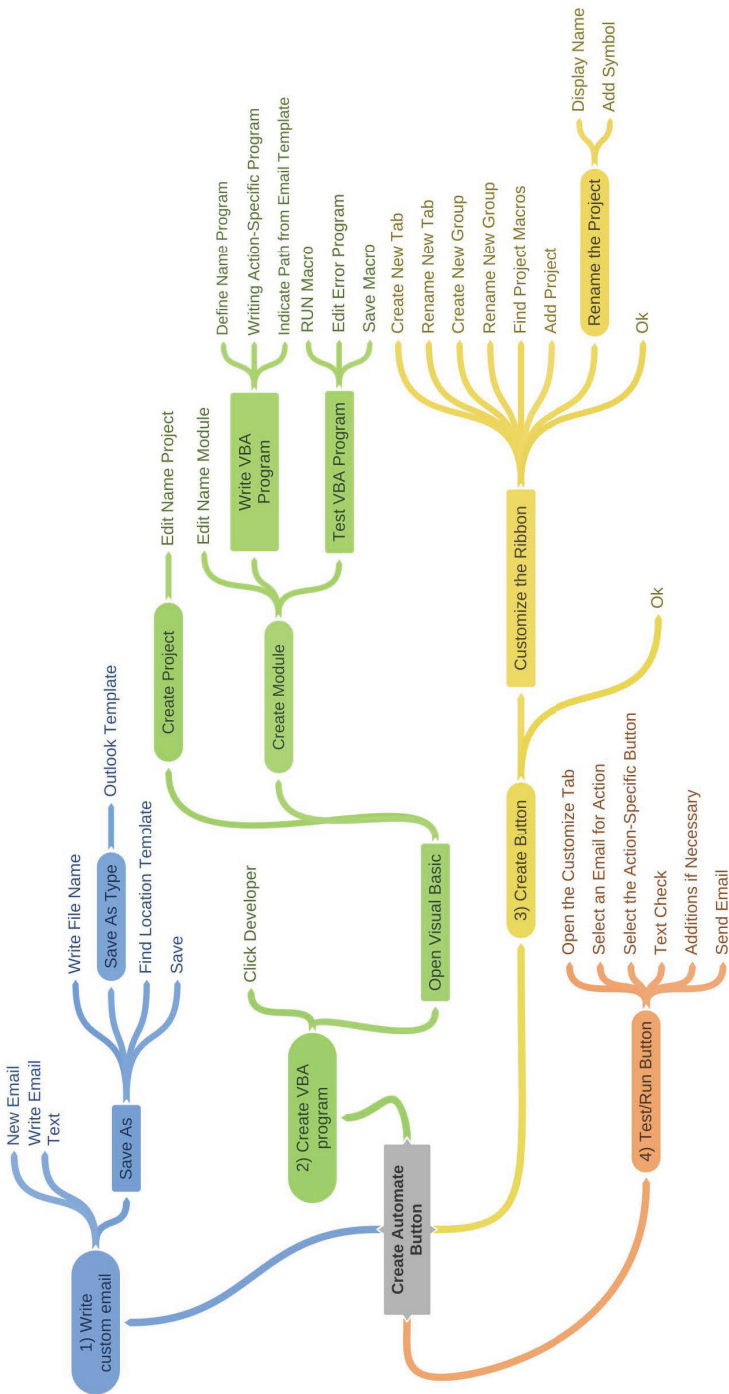 Create Automate
Button
1) Write
custom email
New Email
Write Email
Text
Save As
Write File Name
Save As Type
Outlook Template
Find Location Template
Save
2) Create VBA
program
Click Developer
Open Visual Basic
Create Project
Edit Name Project
Create Module
Edit Name Module
Write VBA
Program
Define Name Program
Writing Action-Specific Program
Indicate Path from Email Template
Test VBA Program
RUN Macro
Edit Error Program
Save Macro
3) Create Button
Customize the Ribbon
Create New Tab
Rename New Tab
Create New Group
Rename New Group
Find Project Macros
Add Project
Rename the Project
Display Name
Add Symbol
Ok
Ok
4) Test/Run Button
Open the Customize Tab
Select an Email for Action
Select the Action-Specific Button
Text Check
Additions if Necessary
Send Email